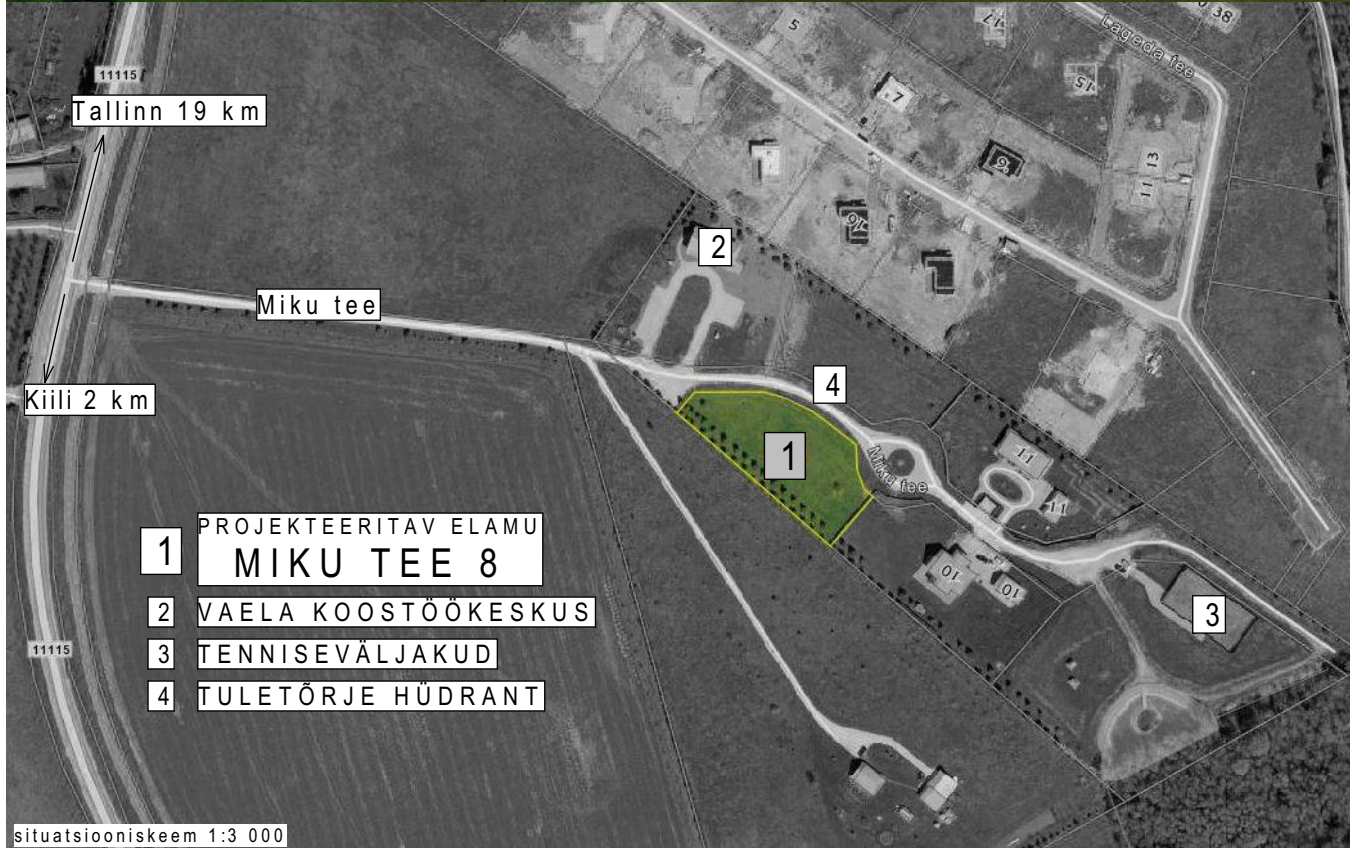 38
17
Lageda tee
5
15
11115
Tallinn 19 km
7
13
11
9
16
2
Miku tee
4
Kiili 2 km
1
Miku tee
11
11
1 PROJEKTEERITAV ELAMU
MIKU TEE 8
10
10
2 VAELA KOOSTÖÖKESKUS
3
3 TENNISEVÄLJAKUD
11115
4 TULETÕRJE HÜDRANT
situatsiooniskeem 1:3 000